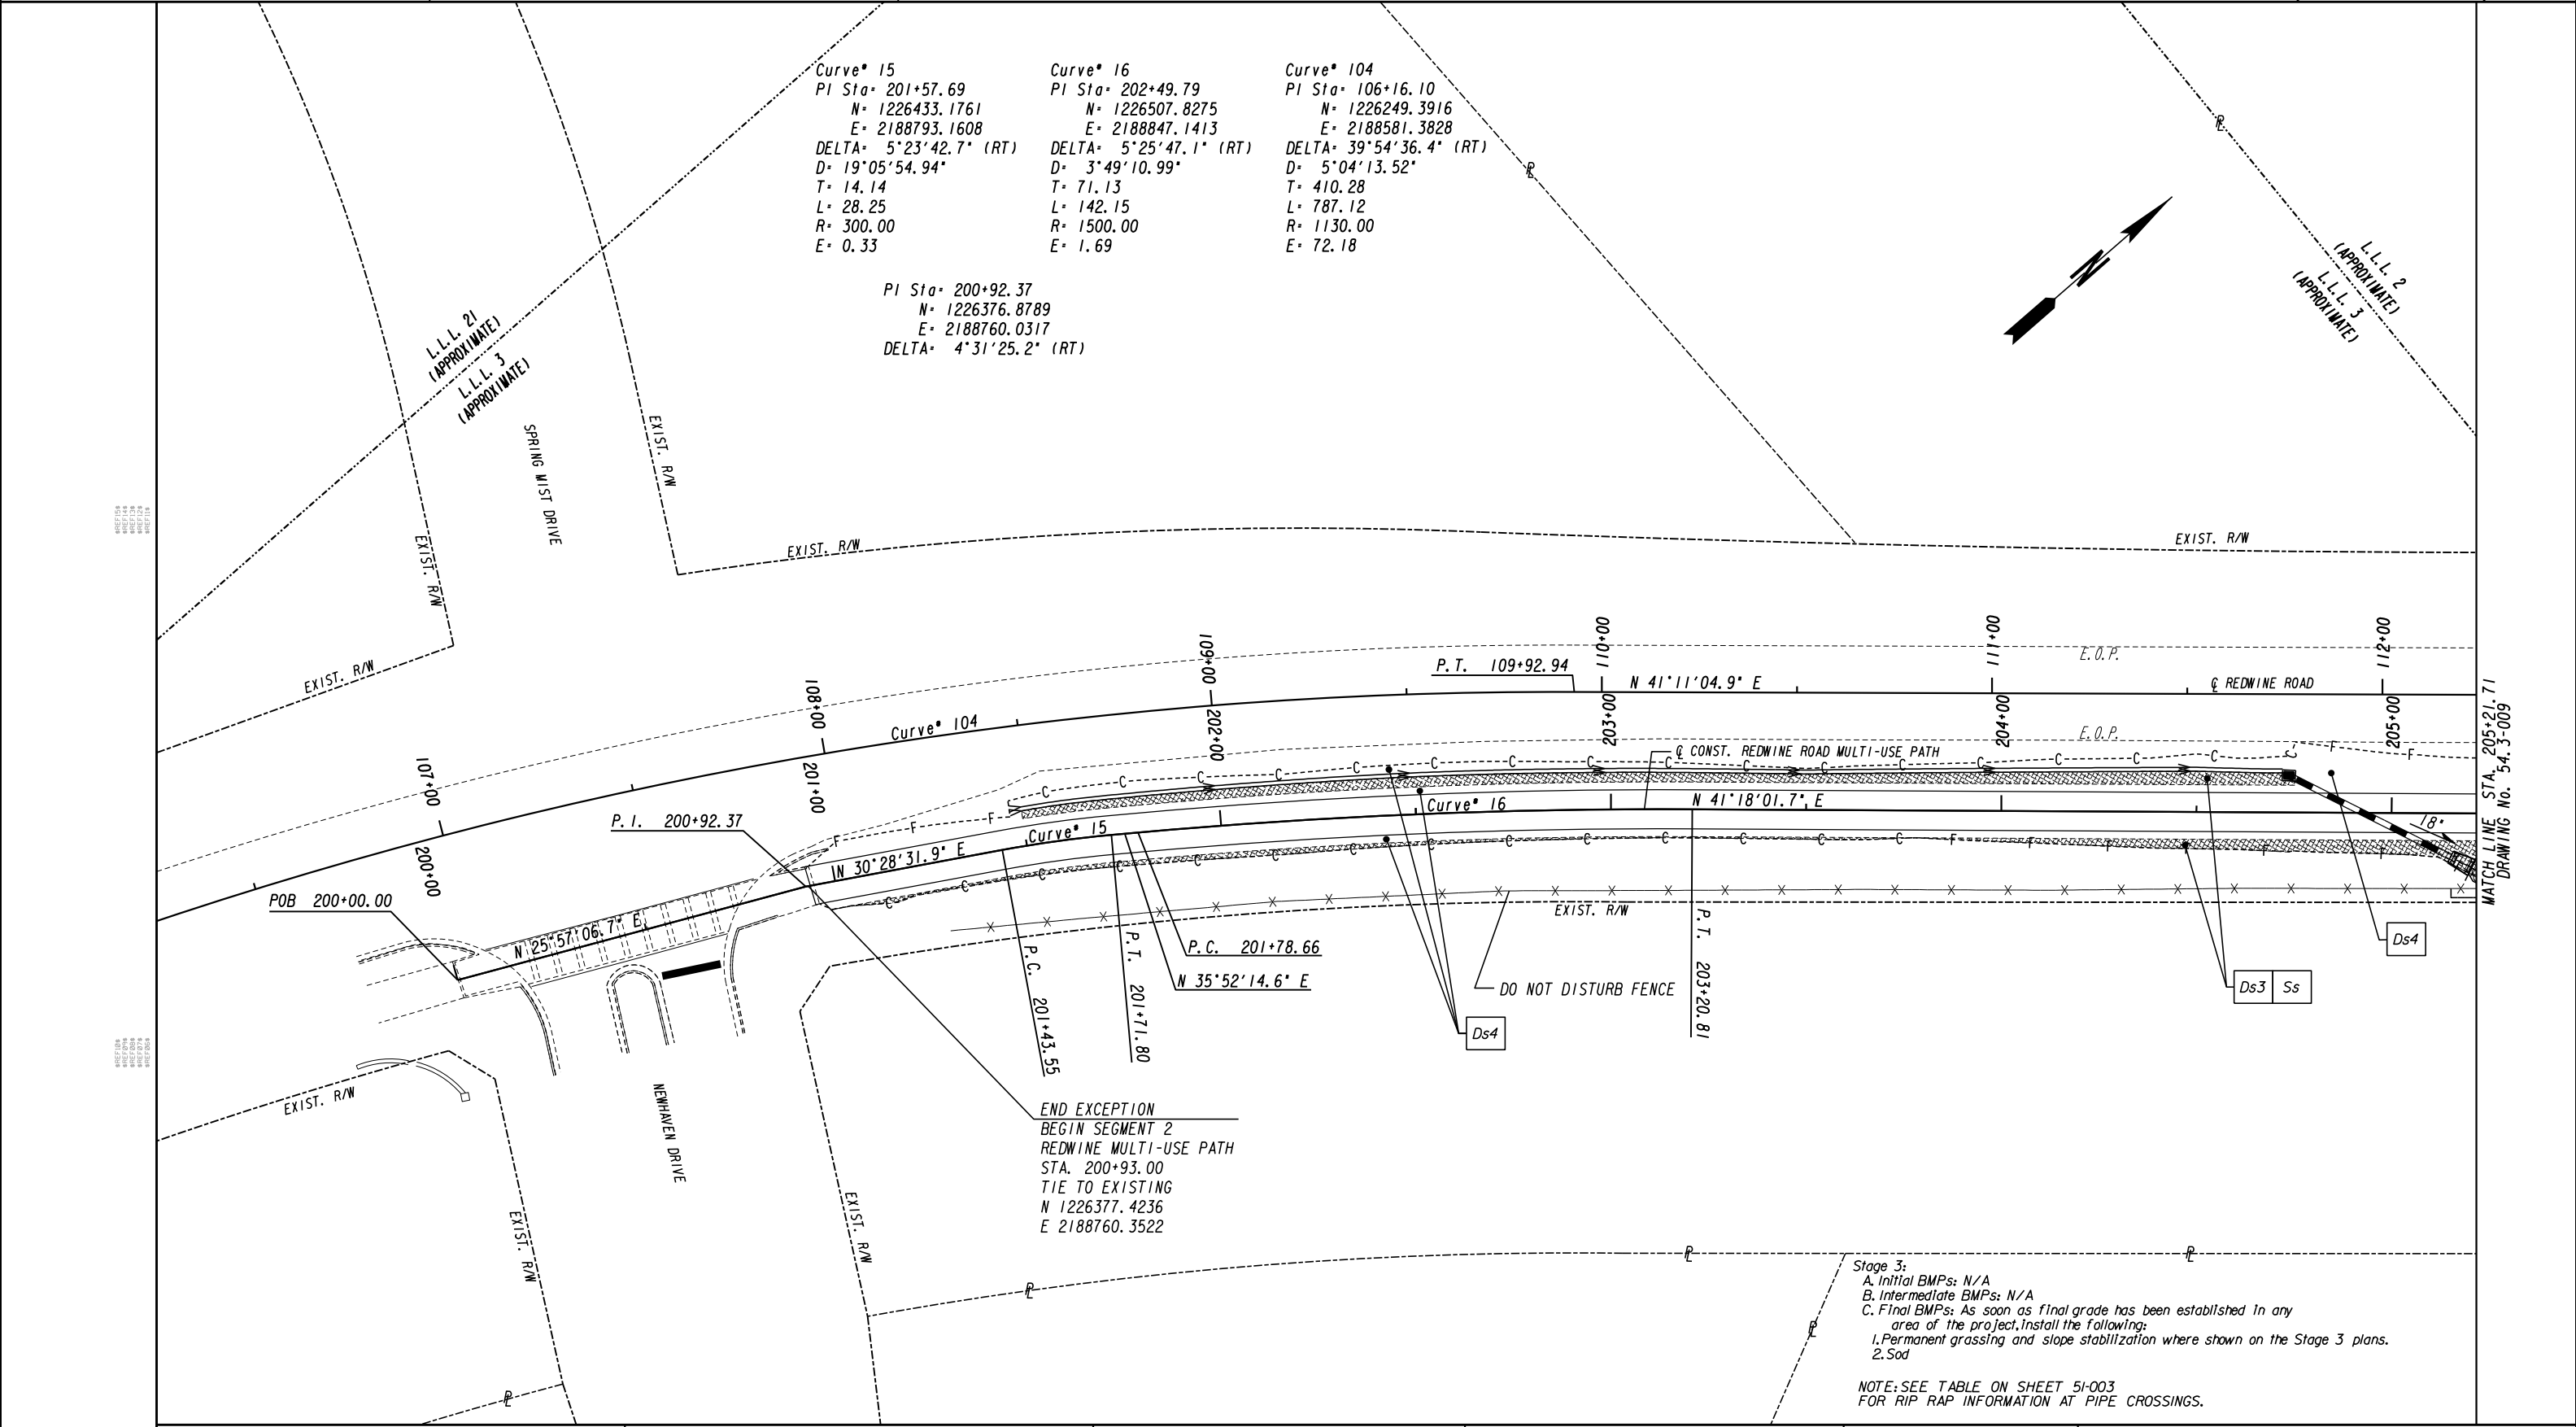 Curve# 15
PI Sta= 201+57.69
N= 1226433.1761
E= 2188793.1608
DELTA= 5°23'42.7" (RT)
D= 19°05'54.94"
T= 14.14
L= 28.25
R= 300.00
E= 0.33
Curve# 16
PI Sta= 202+49.79
N= 1226507.8275
E= 2188847.1413
DELTA= 5°25'47.1" (RT)
D= 3°49'10.99"
T= 71.13
L= 142.15
R= 1500.00
E= 1.69
Curve# 104
PI Sta= 106+16.10
N= 1226249.3916
E= 2188581.3828
DELTA= 39°54'36.4" (RT)
D= 5°04'13.52"
T= 410.28
L= 787.12
R= 1130.00
E= 72.18
PI Sta= 200+92.37
N= 1226376.8789
E= 2188760.0317
DELTA= 4°31'25.2" (RT)
N
L.L.L. 2
(APPROXIMATE)
L.L.L. 3
(APPROXIMATE)
L.L.L. 21
(APPROXIMATE)
L.L.L. 3
(APPROXIMATE)
SPRING MIST DRIVE
EXIST. R/W
EXIST. R/W
EXIST. R/W
EXIST. R/W
EXIST. R/W
107+00
108+00
109+00
110+00
111+00
112+00
200+00
201+00
202+00
203+00
204+00
205+00
P.T. 109+92.94
N 41°11'04.9" E
E.O.P.
℄ REDWINE ROAD
E.O.P.
Curve# 104
℄ CONST. REDWINE ROAD MULTI-USE PATH
Curve# 16
N 41°18'01.7" E
Curve# 15
N 30°28'31.9" E
P.I. 200+92.37
POB 200+00.00
N 25°57'06.7" E
18"
MATCH LINE STA. 205+21.71
DRAWING No. 54.3-009
EXIST. R/W
P.C. 201+43.55
P.T. 201+71.80
P.C. 201+78.66
N 35°52'14.6" E
P.T. 203+20.81
DO NOT DISTURB FENCE
Ds4
Ds3 Ss
Ds4
EXIST. R/W
NEWHAVEN DRIVE
EXIST. R/W
EXIST. R/W
END EXCEPTION
BEGIN SEGMENT 2
REDWINE MULTI-USE PATH
STA. 200+93.00
TIE TO EXISTING
N 1226377.4236
E 2188760.3522
Stage 3:
A. Initial BMPs: N/A
B. Intermediate BMPs: N/A
C. Final BMPs: As soon as final grade has been established in any
area of the project, install the following:
1. Permanent grassing and slope stabilization where shown on the Stage 3 plans.
2. Sod
NOTE: SEE TABLE ON SHEET 51-003
FOR RIP RAP INFORMATION AT PIPE CROSSINGS.